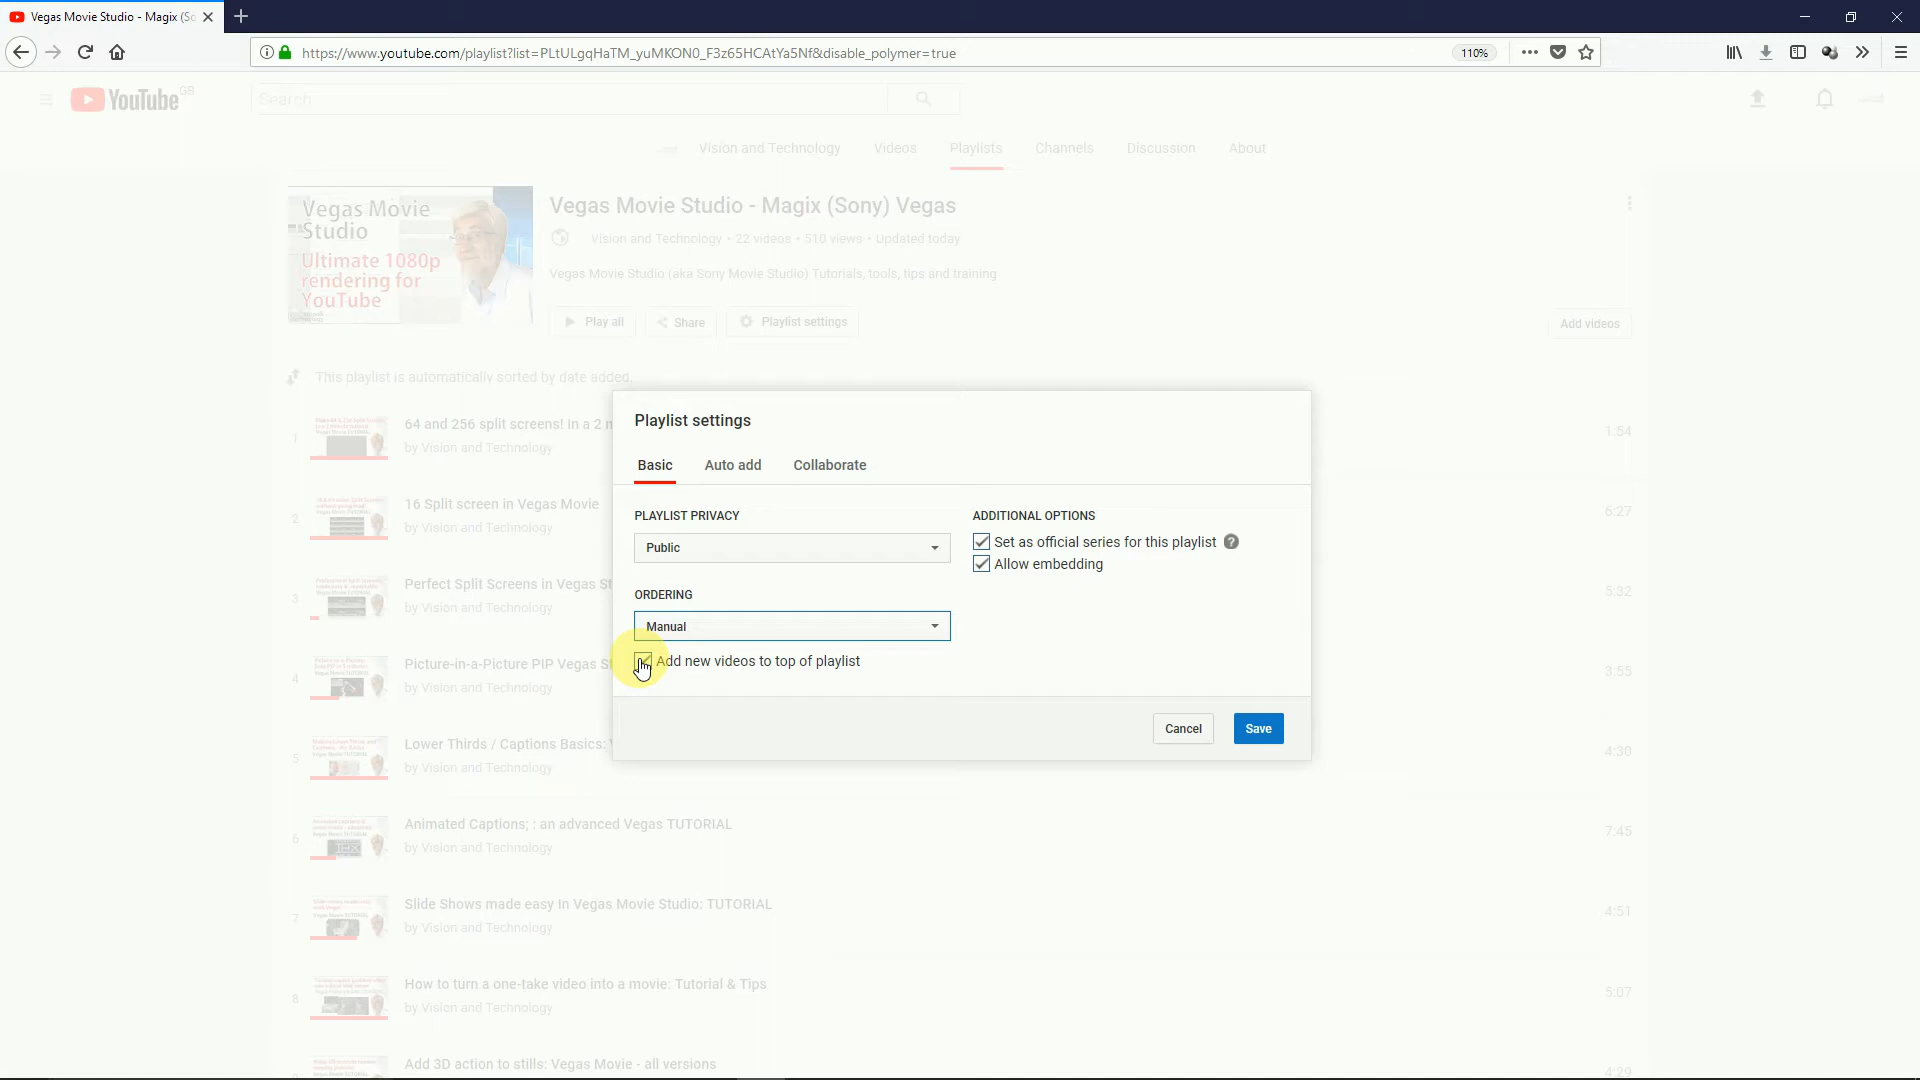 Vegas Movie Studio - Magix (So
https://www.youtube.com/playlist?list=PLtULgqHaTM_yuMKON0_F3z65HCAtYa5Nf&disable_polymer=true
110%
YouTube GB
Search
Vision and Technology Videos Playlists Channels Discussion About
Vegas Movie
Studio
Ultimate 1080p
rendering for
YouTube
Vegas Movie Studio - Magix (Sony) Vegas
Vision and Technology • 22 videos • 510 views • Updated today
Vegas Movie Studio (aka Sony Movie Studio) Tutorials, tools, tips and training
Play all Share Playlist settings Add videos
This playlist is automatically sorted by date added.
Playlist settings
Basic Auto add Collaborate
PLAYLIST PRIVACY
Public
ORDERING
Manual
Add new videos to top of playlist
ADDITIONAL OPTIONS
Set as official series for this playlist ?
Allow embedding
Cancel Save
1 64 and 256 split screens! In a 2 m 1:54
by Vision and Technology
2 16 Split screen in Vegas Movie 6:27
by Vision and Technology
3 Perfect Split Screens in Vegas St 5:32
by Vision and Technology
4 Picture-in-a-Picture PIP Vegas S 3:55
by Vision and Technology
5 Lower Thirds / Captions Basics: 4:30
by Vision and Technology
6 Animated Captions; : an advanced Vegas TUTORIAL 7:45
by Vision and Technology
7 Slide Shows made easy In Vegas Movie Studio: TUTORIAL 4:51
by Vision and Technology
8 How to turn a one-take video into a movie: Tutorial & Tips 5:07
by Vision and Technology
Add 3D action to stills: Vegas Movie - all versions 4:29